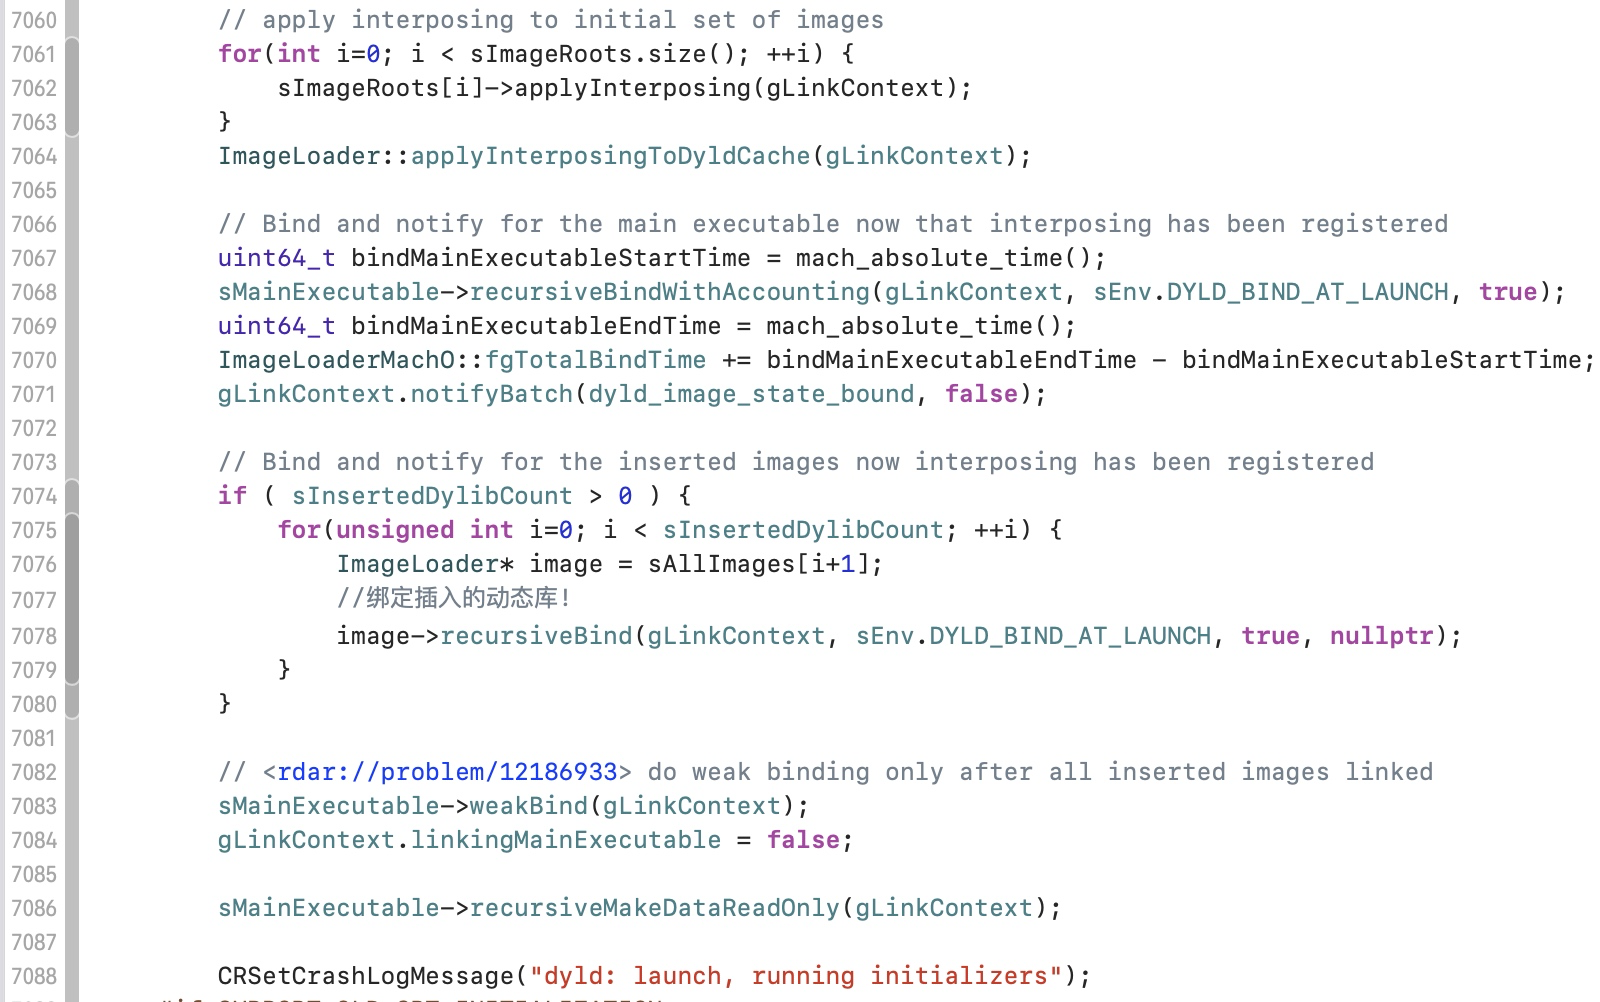 7060 // apply interposing to initial set of images
7061 for(int i=0; i < sImageRoots.size(); ++i) {
7062 sImageRoots[i]->applyInterposing(gLinkContext);
7063 }
7064 ImageLoader::applyInterposingToDyldCache(gLinkContext);
7065
7066 // Bind and notify for the main executable now that interposing has been registered
7067 uint64_t bindMainExecutableStartTime = mach_absolute_time();
7068 sMainExecutable->recursiveBindWithAccounting(gLinkContext, sEnv.DYLD_BIND_AT_LAUNCH, true);
7069 uint64_t bindMainExecutableEndTime = mach_absolute_time();
7070 ImageLoaderMachO::fgTotalBindTime += bindMainExecutableEndTime - bindMainExecutableStartTime;
7071 gLinkContext.notifyBatch(dyld_image_state_bound, false);
7072
7073 // Bind and notify for the inserted images now interposing has been registered
7074 if ( sInsertedDylibCount > 0 ) {
7075 for(unsigned int i=0; i < sInsertedDylibCount; ++i) {
7076 ImageLoader* image = sAllImages[i+1];
7077 //绑定插入的动态库!
7078 image->recursiveBind(gLinkContext, sEnv.DYLD_BIND_AT_LAUNCH, true, nullptr);
7079 }
7080 }
7081
7082 // <rdar://problem/12186933> do weak binding only after all inserted images linked
7083 sMainExecutable->weakBind(gLinkContext);
7084 gLinkContext.linkingMainExecutable = false;
7085
7086 sMainExecutable->recursiveMakeDataReadOnly(gLinkContext);
7087
7088 CRSetCrashLogMessage("dyld: launch, running initializers");